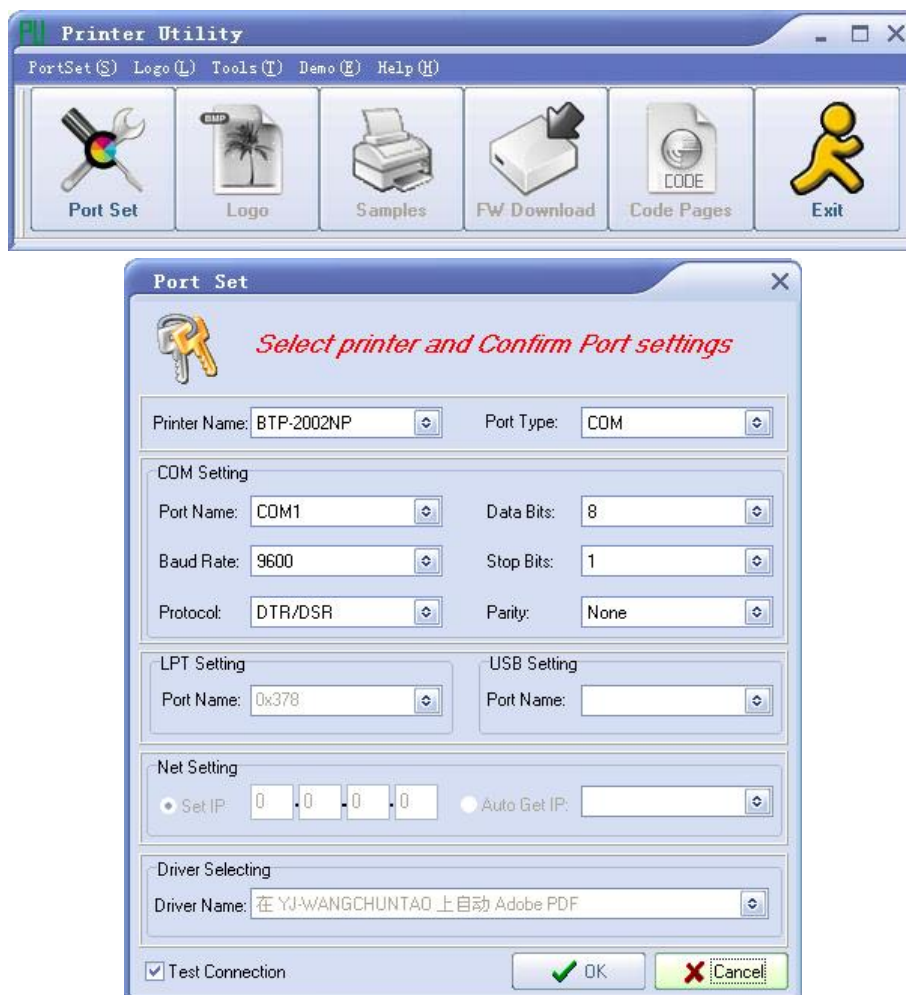 PU Printer Utility
PortSet(S) Logo(L) Tools(T) Demo(E) Help(H)
BMP
CODE
Port Set Logo Samples FW Download Code Pages Exit
Port Set
Select printer and Confirm Port settings
Printer Name: BTP-2002NP Port Type: COM
COM Setting
Port Name: COM1 Data Bits: 8
Baud Rate: 9600 Stop Bits: 1
Protocol: DTR/DSR Parity: None
LPT Setting USB Setting
Port Name: 0x378 Port Name:
Net Setting
Set IP 0 .0 .0 .0 Auto Get IP:
Driver Selecting
Driver Name: 在 YJ-WANGCHUNTAO 上自动 Adobe PDF
Test Connection OK Cancel